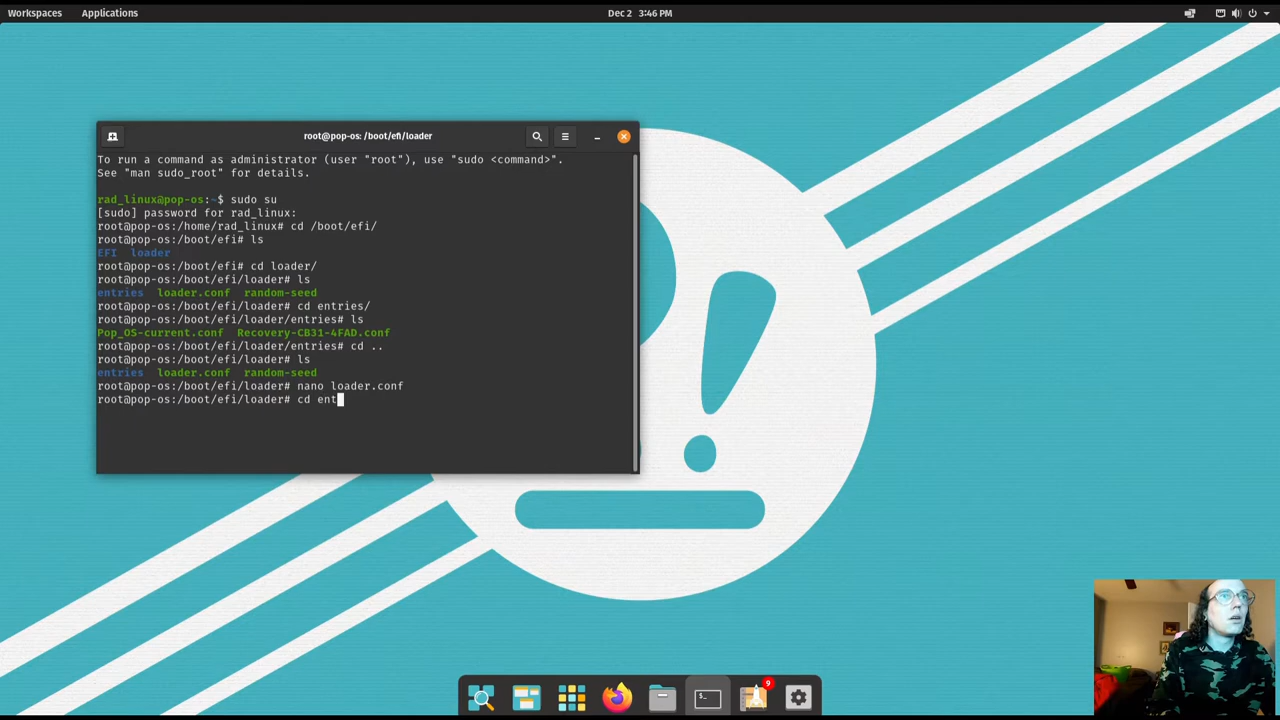 Workspaces Applications Dec 2 3:46 PM
root@pop-os: /boot/efi/loader
To run a command as administrator (user "root"), use "sudo <command>".
See "man sudo_root" for details.
rad_linux@pop-os:~$ sudo su
[sudo] password for rad_linux:
root@pop-os:/home/rad_linux# cd /boot/efi/
root@pop-os:/boot/efi# ls
EFI loader
root@pop-os:/boot/efi# cd loader/
root@pop-os:/boot/efi/loader# ls
entries loader.conf random-seed
root@pop-os:/boot/efi/loader# cd entries/
root@pop-os:/boot/efi/loader/entries# ls
Pop_OS-current.conf Recovery-CB31-4FAD.conf
root@pop-os:/boot/efi/loader/entries# cd ..
root@pop-os:/boot/efi/loader# ls
entries loader.conf random-seed
root@pop-os:/boot/efi/loader# nano loader.conf
root@pop-os:/boot/efi/loader# cd ent
9